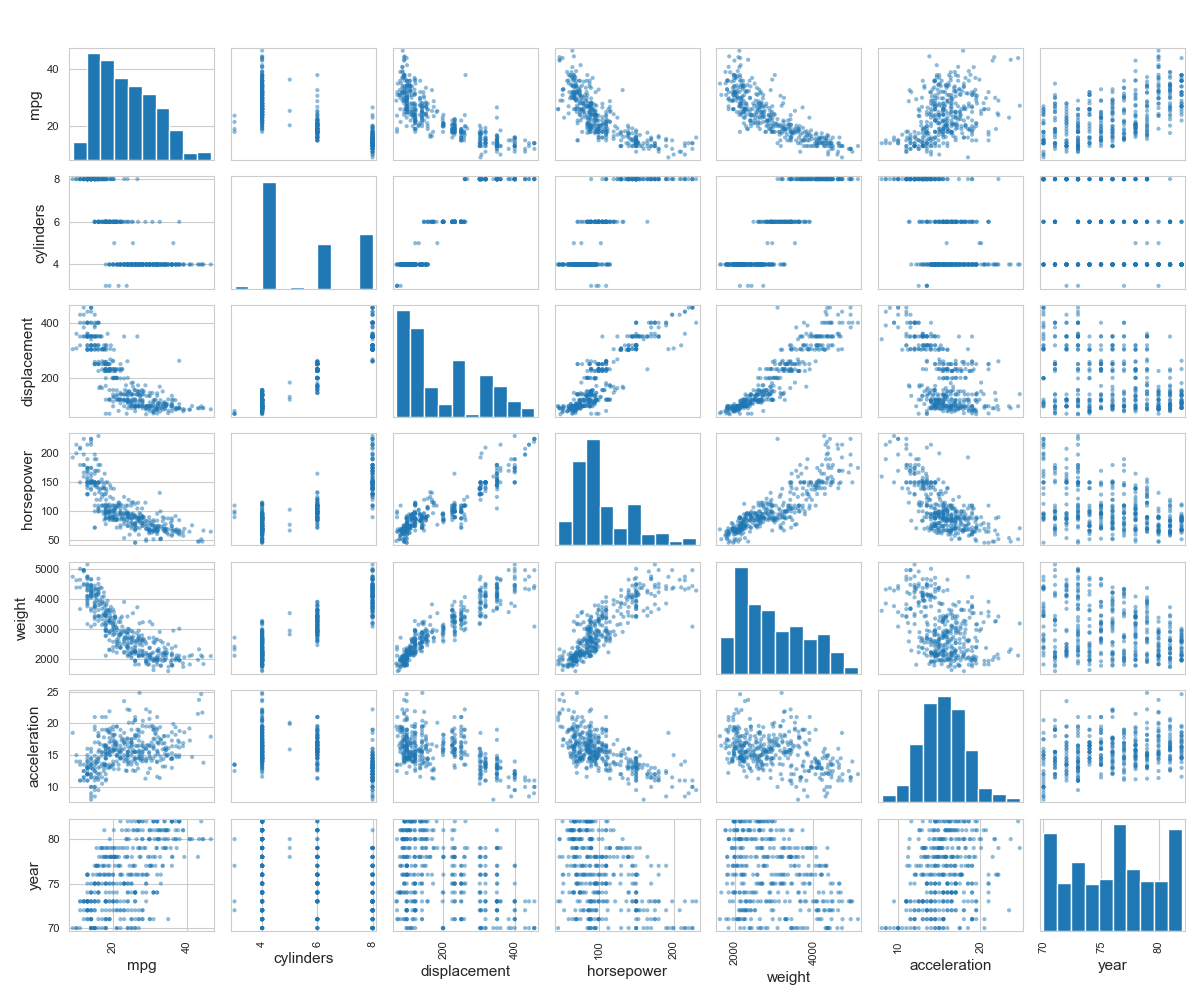 mpg
40
20
cylinders
8
6
4
displacement
400
200
horsepower
200
150
100
50
weight
5000
4000
3000
2000
acceleration
25
20
15
10
year
80
75
70
20 40 4 6 8 200 400 100 200 2000 4000 10 20 70 75 80
mpg cylinders displacement horsepower weight acceleration year